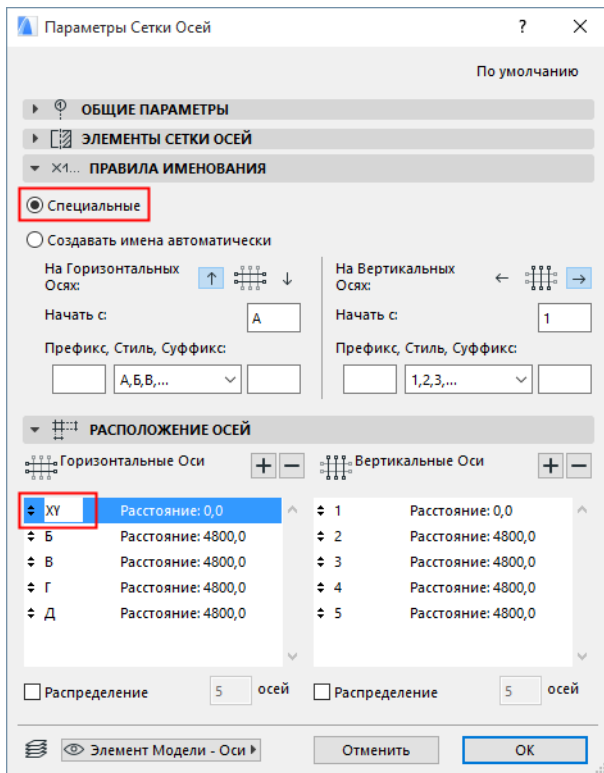 Параметры Сетки Осей ?
По умолчанию
ОБЩИЕ ПАРАМЕТРЫ
ЭЛЕМЕНТЫ СЕТКИ ОСЕЙ
X1... ПРАВИЛА ИМЕНОВАНИЯ
Специальные
Создавать имена автоматически
На Горизонтальных Осях:
Начать с: А
Префикс, Стиль, Суффикс:
А,Б,В,...
На Вертикальных Осях:
Начать с: 1
Префикс, Стиль, Суффикс:
1,2,3,...
РАСПОЛОЖЕНИЕ ОСЕЙ
Горизонтальные Оси
XY Расстояние: 0,0
Б Расстояние: 4800,0
В Расстояние: 4800,0
Г Расстояние: 4800,0
Д Расстояние: 4800,0
Распределение 5 осей
Вертикальные Оси
1 Расстояние: 0,0
2 Расстояние: 4800,0
3 Расстояние: 4800,0
4 Расстояние: 4800,0
5 Расстояние: 4800,0
Распределение 5 осей
Элемент Модели - Оси
Отменить
OK